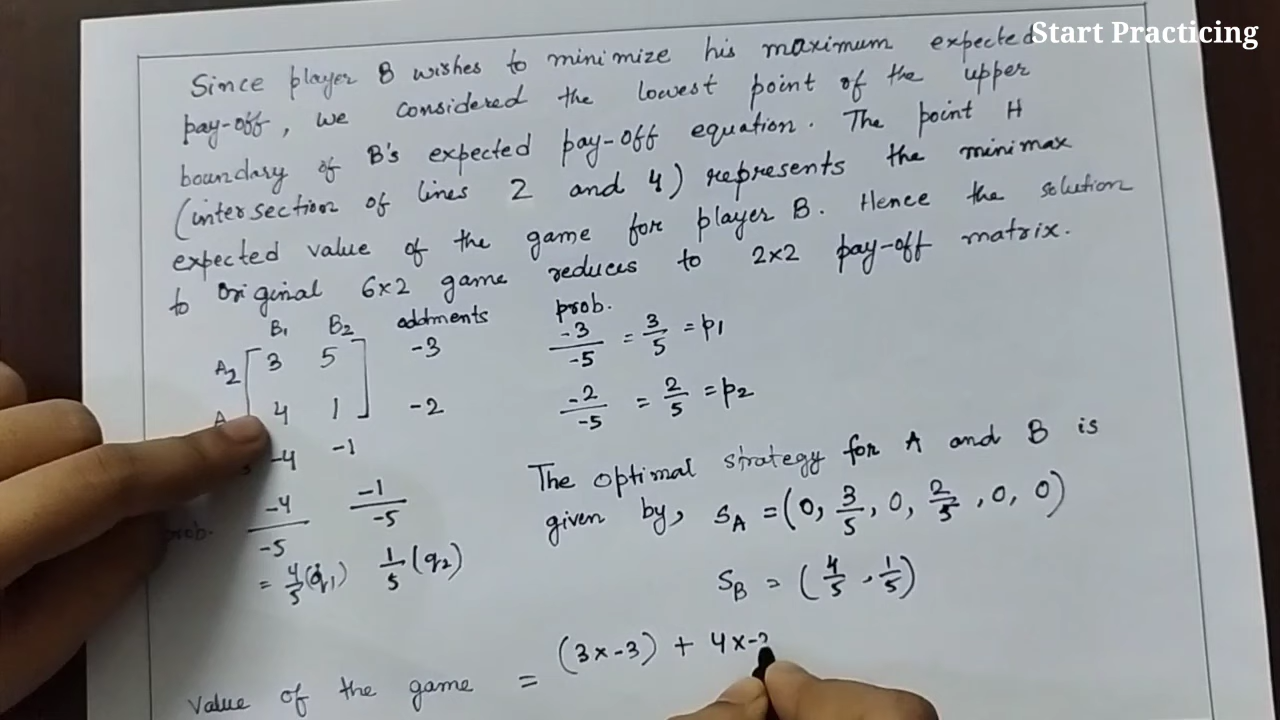 Start Practicing
Since player B wishes to minimize his maximum expected
pay-off, we considered the lowest point of the upper
boundary of B's expected pay-off equation. The point H
(intersection of lines 2 and 4) represents the minimax
expected value of the game for player B. Hence the solution
to original 6x2 game reduces to 2x2 pay-off matrix.
B₁ B₂ oddments prob.
A₂ 3 5 -3 -3/-5 = 3/5 = p1
A 4 1 -2 -2/-5 = 2/5 = p2
-4 -1
prob. -4/-5 -1/-5
= 4/5 (q₁) 1/5 (q₂)
The optimal strategy for A and B is
given by, SA = (0, 3/5, 0, 2/5, 0, 0)
SB = (4/5, 1/5)
Value of the game = (3x-3) + 4x-2